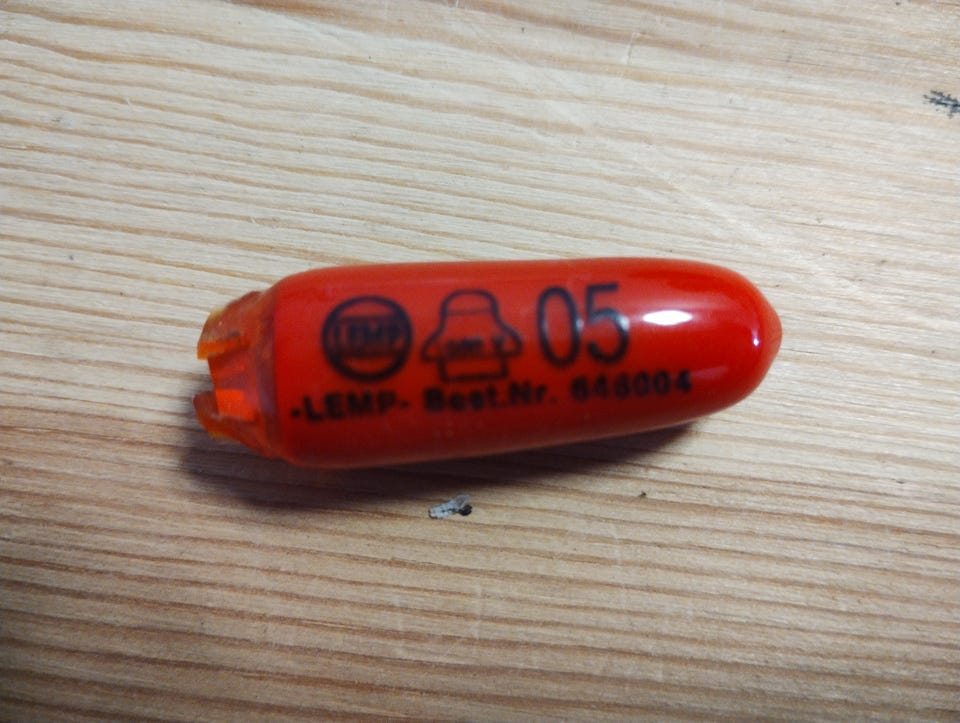 LEMP 05
-LEMP- Best.Nr. 646004